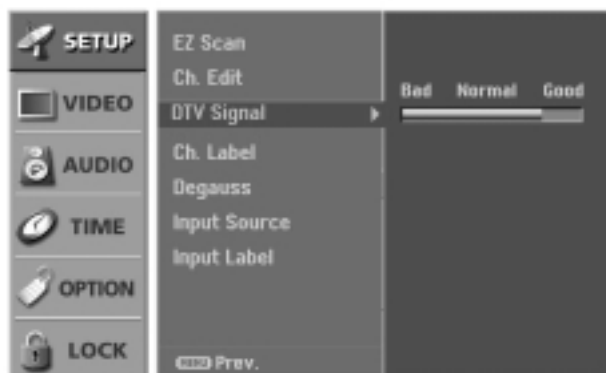 SETUP
VIDEO
AUDIO
TIME
OPTION
LOCK
EZ Scan
Ch. Edit
DTV Signal
Ch. Label
Degauss
Input Source
Input Label
MENU Prev.
Bad Normal Good